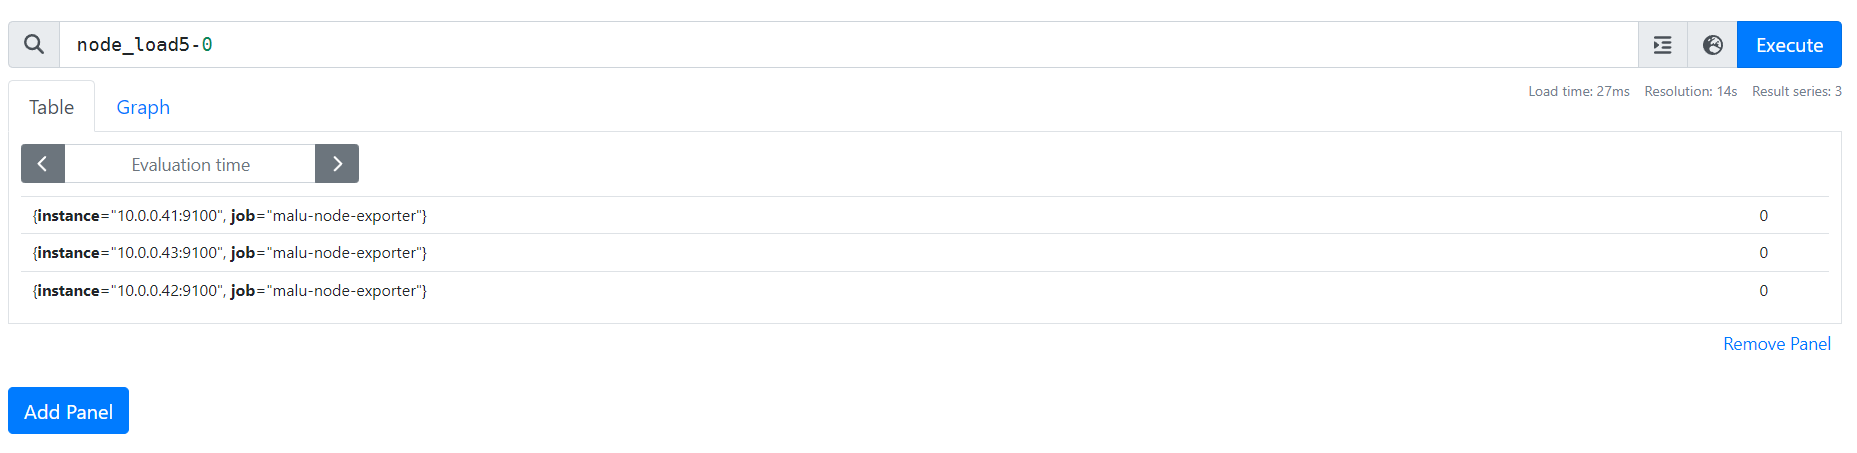 node_load5-0
Execute
Table
Graph
Load time: 27ms Resolution: 14s Result series: 3
Evaluation time
{instance="10.0.0.41:9100", job="malu-node-exporter"} 0
{instance="10.0.0.43:9100", job="malu-node-exporter"} 0
{instance="10.0.0.42:9100", job="malu-node-exporter"} 0
Remove Panel
Add Panel